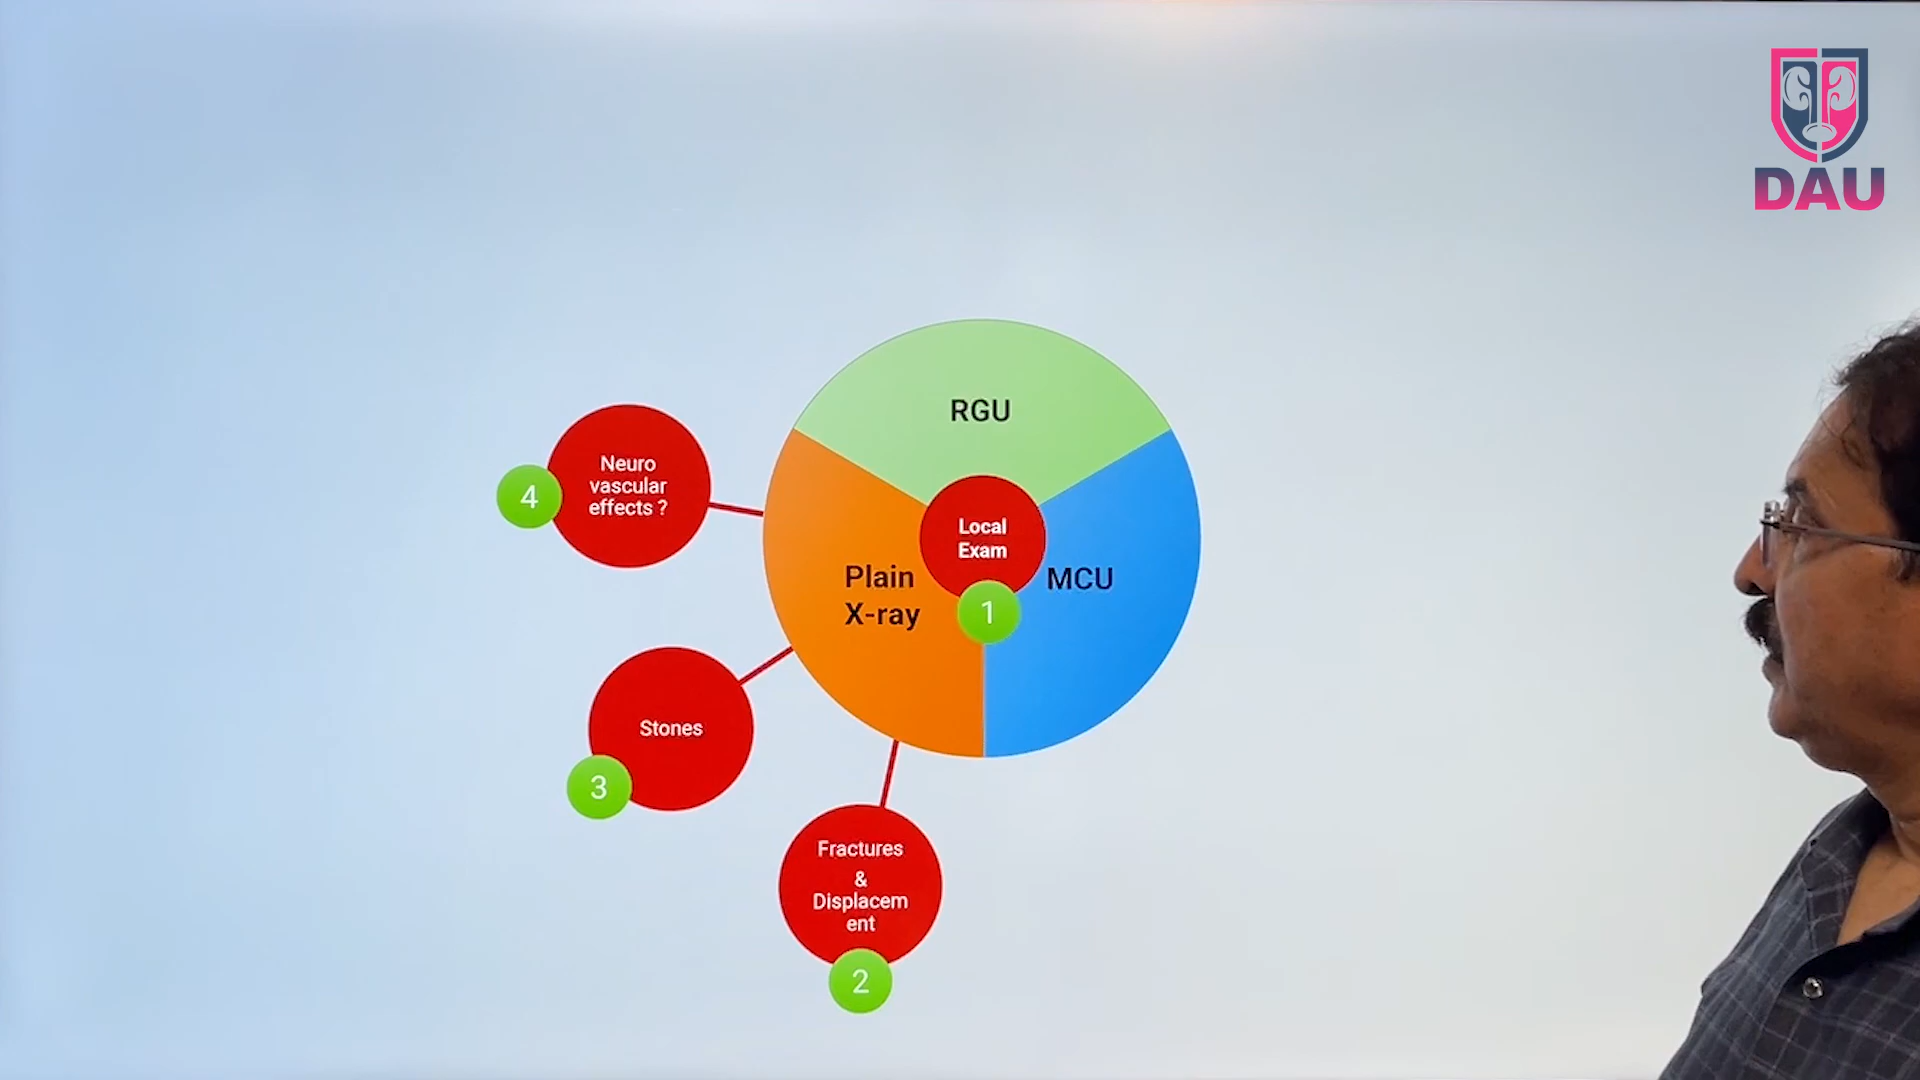 DAU
RGU
Neuro
vascular
effects ?
4
Local
Exam
Plain
X-ray
MCU
1
Stones
3
Fractures
&
Displacem
ent
2